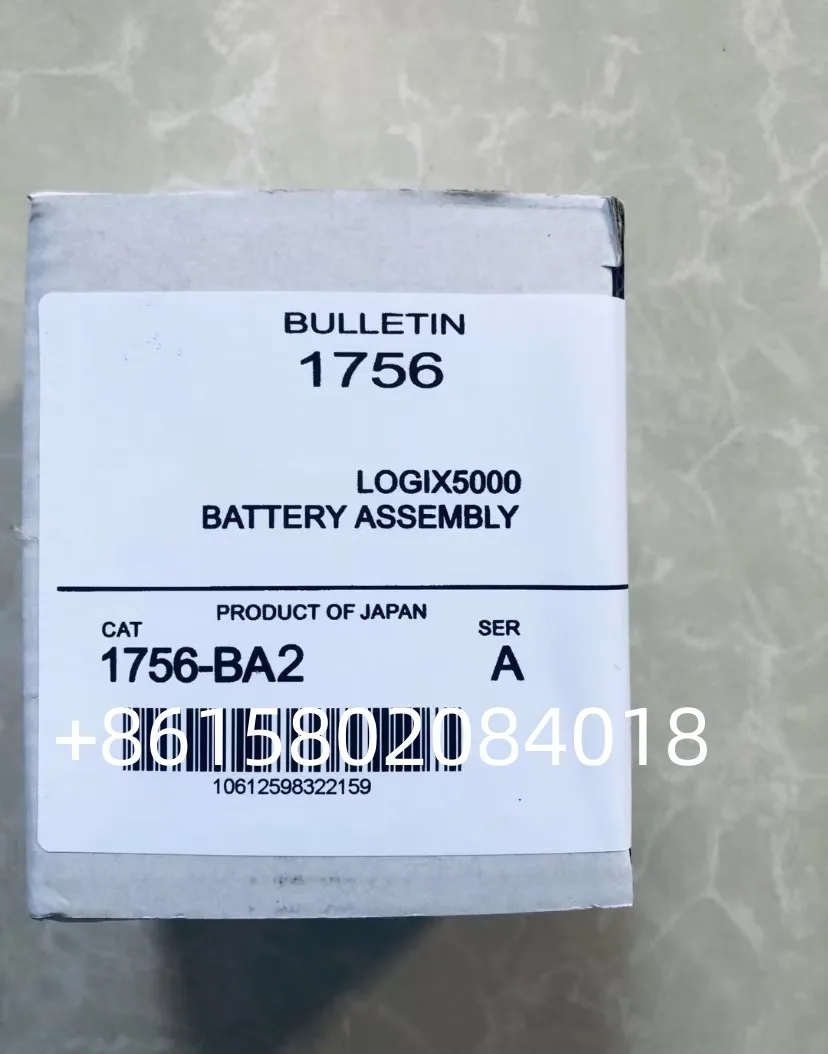 BULLETIN
1756
LOGIX5000
BATTERY ASSEMBLY
PRODUCT OF JAPAN
CAT
SER
1756-BA2
A
+8615802084018
10612598322159